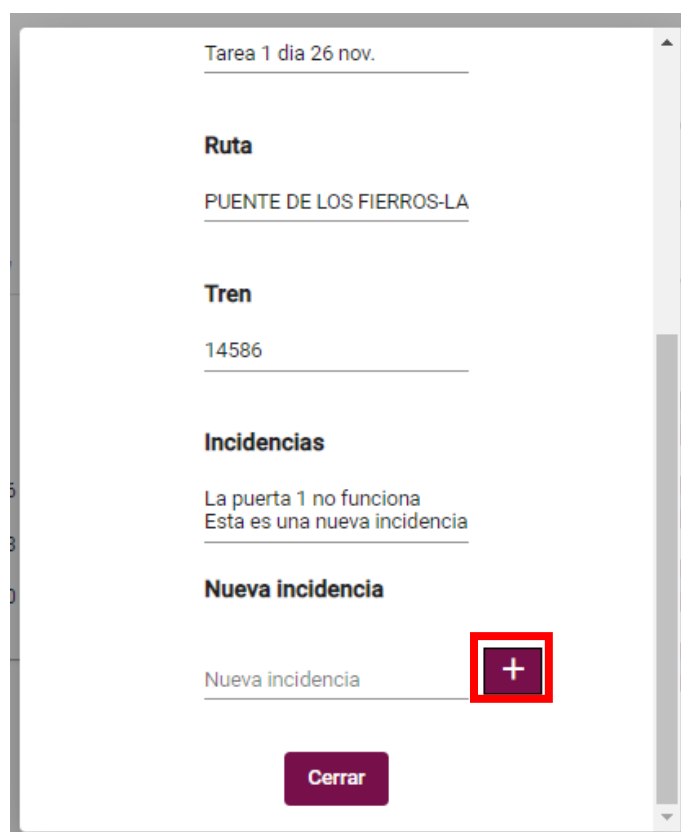 Tarea 1 dia 26 nov.
Ruta
PUENTE DE LOS FIERROS-LA
Tren
14586
Incidencias
La puerta 1 no funciona
Esta es una nueva incidencia
Nueva incidencia
Nueva incidencia
+
Cerrar